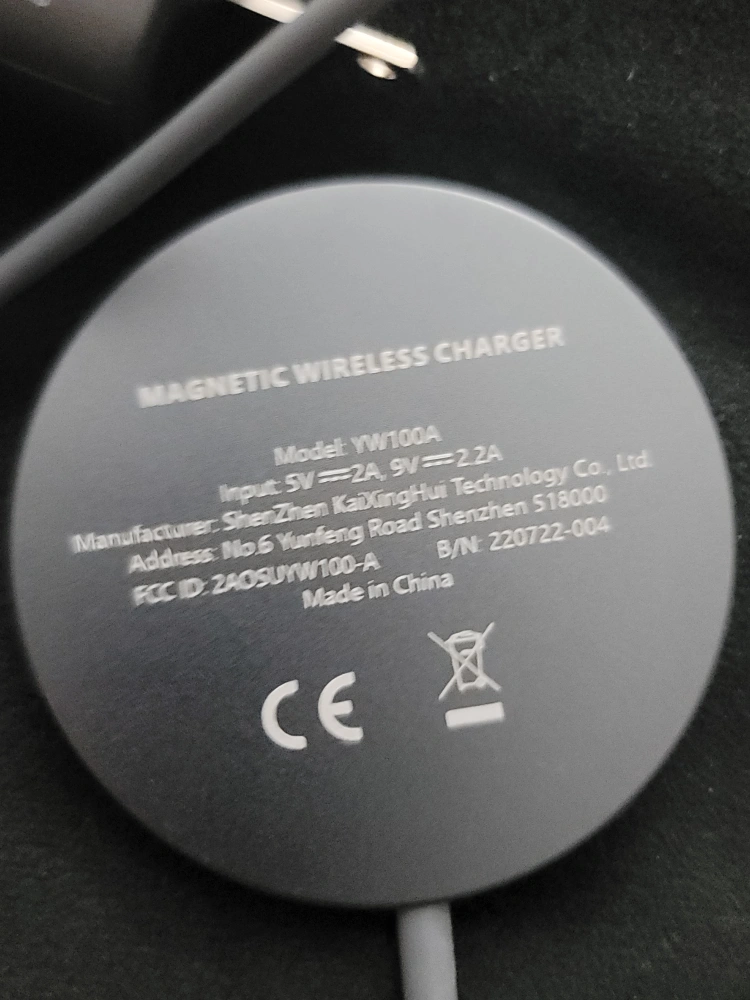 MAGNETIC WIRELESS CHARGER
Model: YW100A
Input: 5V⎓2A, 9V⎓2.2A
Manufacturer: ShenZhen KaiXingHui Technology Co., Ltd.
Address: No.6 Yunfeng Road Shenzhen 518000
FCC ID: 2AOSUYW100-A B/N: 220722-004
Made in China
CE